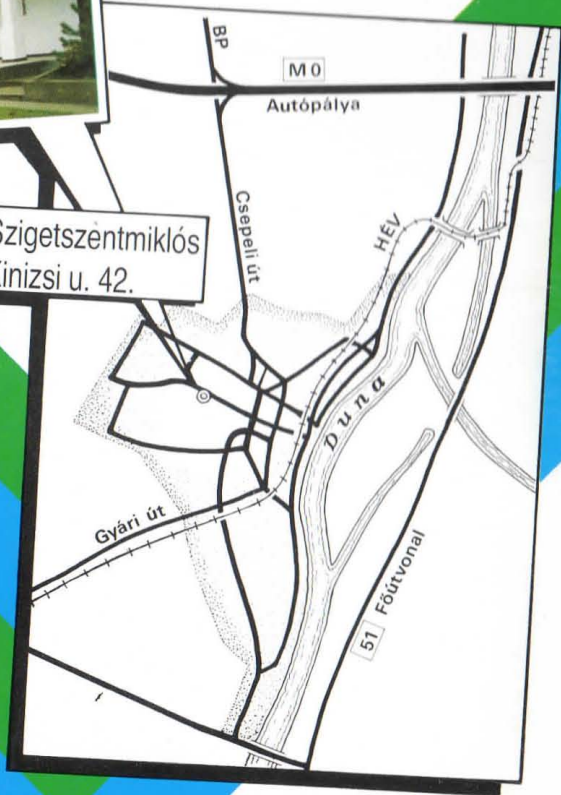 BP
M0
Autópálya
Szigetszentmiklós
Kinizsi u. 42.
Csepeli út
HÉV
Duna
Gyári út
51 Főútvonal